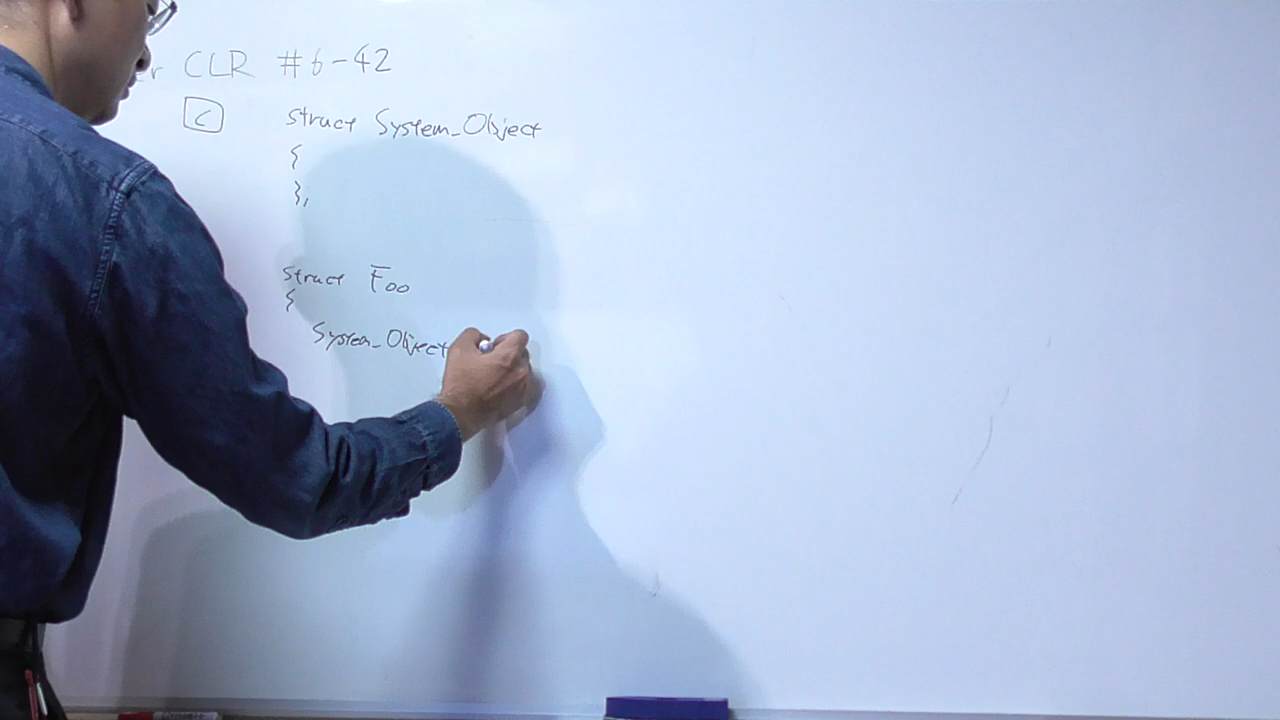 CLR #6-42
C
struct System_Object
{
};
struct Foo
{
System_Object